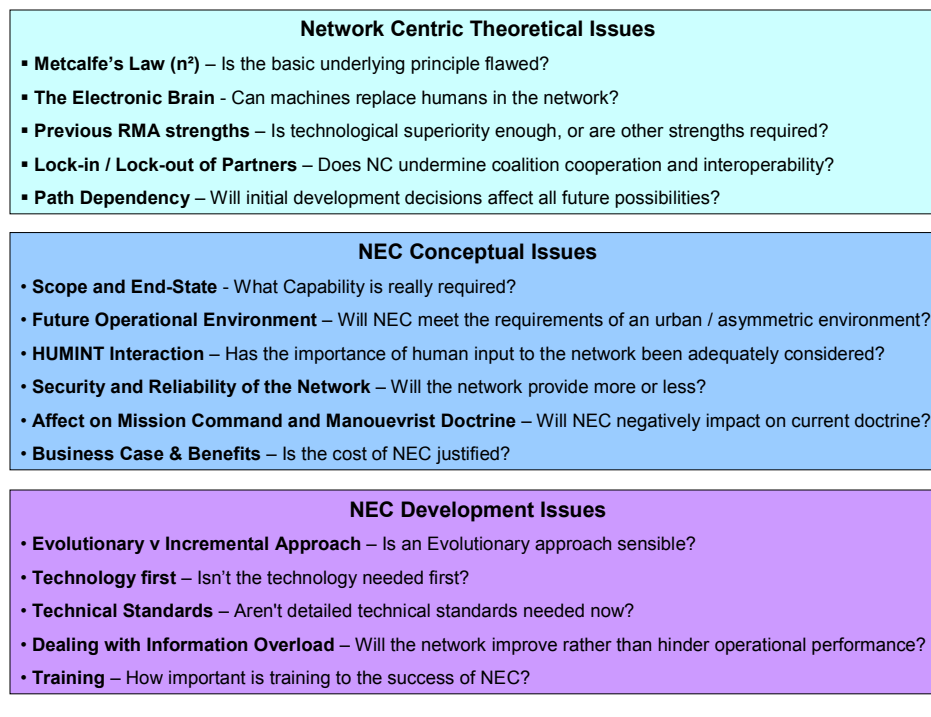 Network Centric Theoretical Issues
▪ Metcalfe's Law (n²) – Is the basic underlying principle flawed?
▪ The Electronic Brain - Can machines replace humans in the network?
▪ Previous RMA strengths – Is technological superiority enough, or are other strengths required?
▪ Lock-in / Lock-out of Partners – Does NC undermine coalition cooperation and interoperability?
▪ Path Dependency – Will initial development decisions affect all future possibilities?
NEC Conceptual Issues
• Scope and End-State - What Capability is really required?
• Future Operational Environment – Will NEC meet the requirements of an urban / asymmetric environment?
• HUMINT Interaction – Has the importance of human input to the network been adequately considered?
• Security and Reliability of the Network – Will the network provide more or less?
• Affect on Mission Command and Manouevrist Doctrine – Will NEC negatively impact on current doctrine?
• Business Case & Benefits – Is the cost of NEC justified?
NEC Development Issues
• Evolutionary v Incremental Approach – Is an Evolutionary approach sensible?
• Technology first – Isn't the technology needed first?
• Technical Standards – Aren't detailed technical standards needed now?
• Dealing with Information Overload – Will the network improve rather than hinder operational performance?
• Training – How important is training to the success of NEC?